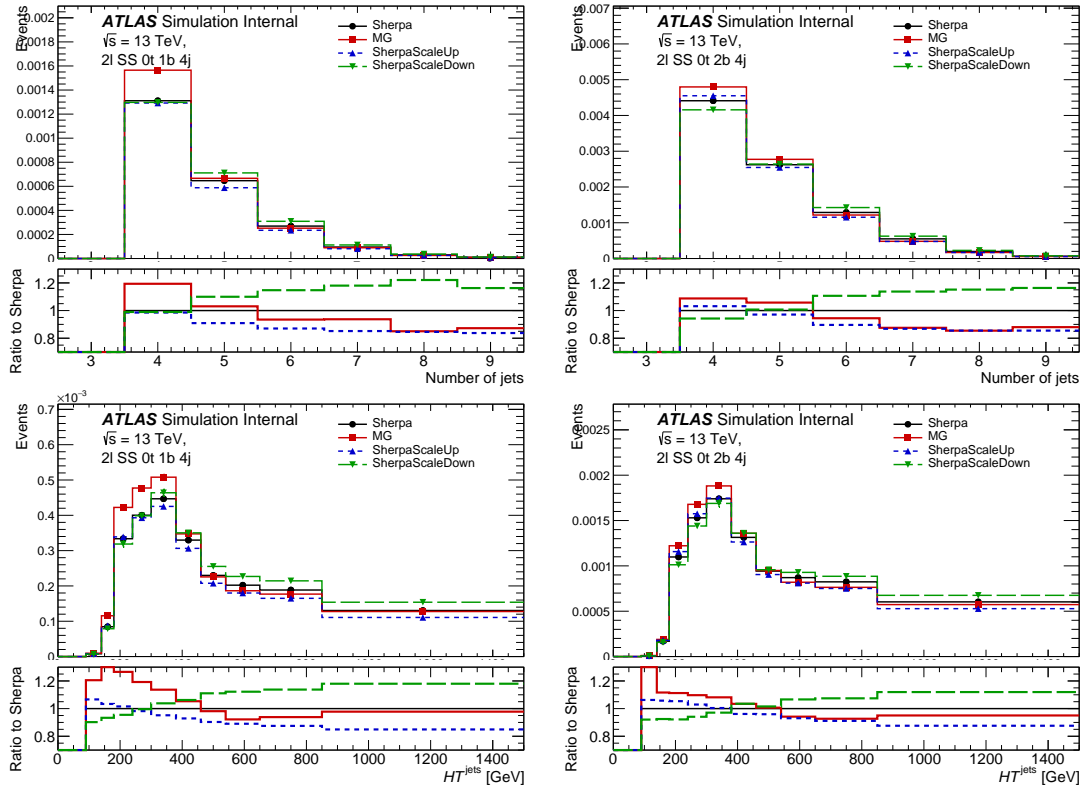 Events
0.002
0.0018
0.0016
0.0014
0.0012
0.001
0.0008
0.0006
0.0004
0.0002
0
ATLAS Simulation Internal
√s = 13 TeV,
2l SS 0t 1b 4j
Sherpa
MG
SherpaScaleUp
SherpaScaleDown
Ratio to Sherpa
1.2
1
0.8
3 4 5 6 7 8 9
Number of jets
Events
0.007
0.006
0.005
0.004
0.003
0.002
0.001
0
ATLAS Simulation Internal
√s = 13 TeV,
2l SS 0t 2b 4j
Sherpa
MG
SherpaScaleUp
SherpaScaleDown
Ratio to Sherpa
1.2
1
0.8
3 4 5 6 7 8 9
Number of jets
×10⁻³
Events
0.7
0.6
0.5
0.4
0.3
0.2
0.1
0
ATLAS Simulation Internal
√s = 13 TeV,
2l SS 0t 1b 4j
Sherpa
MG
SherpaScaleUp
SherpaScaleDown
Ratio to Sherpa
1.2
1
0.8
0 200 400 600 800 1000 1200 1400
HT^jets [GeV]
Events
0.0025
0.002
0.0015
0.001
0.0005
0
ATLAS Simulation Internal
√s = 13 TeV,
2l SS 0t 2b 4j
Sherpa
MG
SherpaScaleUp
SherpaScaleDown
Ratio to Sherpa
1.2
1
0.8
0 200 400 600 800 1000 1200 1400
HT^jets [GeV]